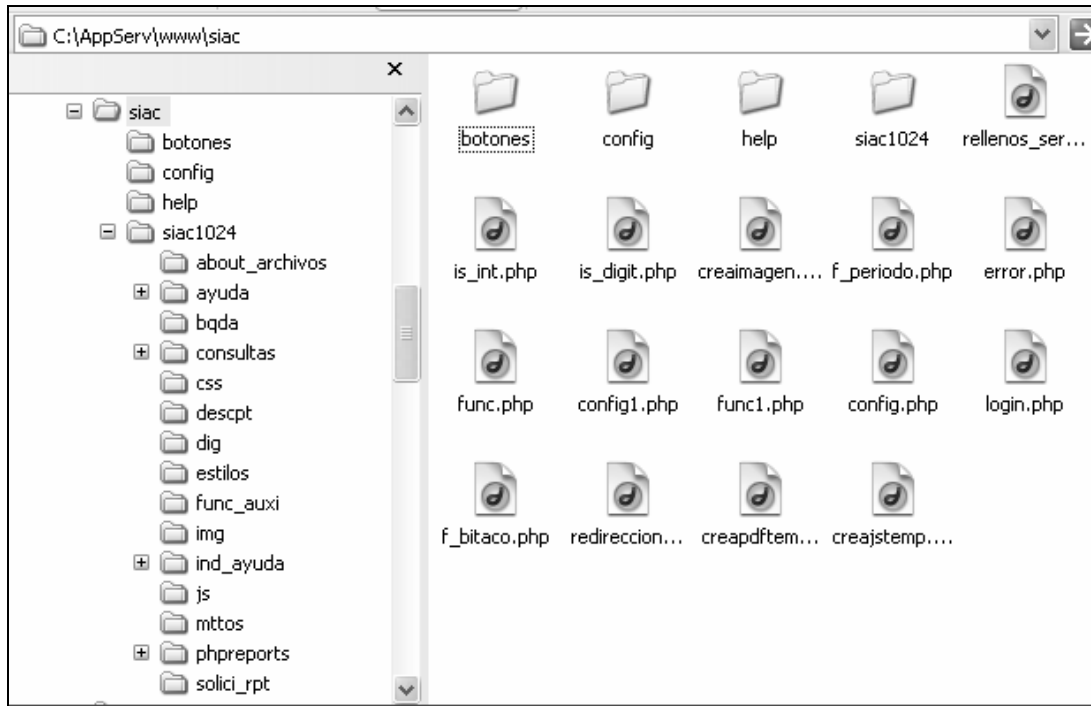 C:\AppServ\www\siac
siac
botones
config
help
siac1024
about_archivos
ayuda
bqda
consultas
css
descpt
dig
estilos
func_auxi
img
ind_ayuda
js
mttos
phpreports
solici_rpt
botones config help siac1024 rellenos_ser...
is_int.php is_digit.php creaimagen.... f_periodo.php error.php
func.php config1.php func1.php config.php login.php
f_bitaco.php redireccion... creapdftem... creajstemp....